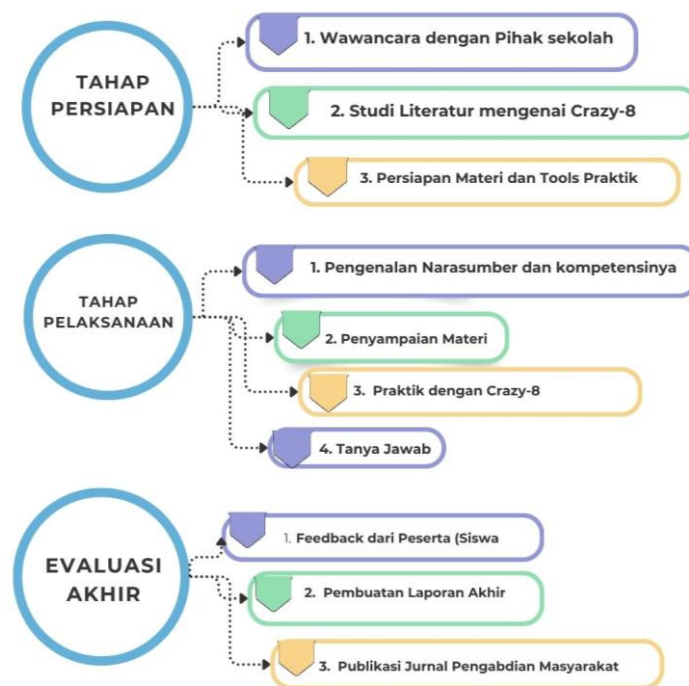 TAHAP
PERSIAPAN
1. Wawancara dengan Pihak sekolah
2. Studi Literatur mengenai Crazy-8
3. Persiapan Materi dan Tools Praktik
TAHAP
PELAKSANAAN
1. Pengenalan Narasumber dan kompetensinya
2. Penyampaian Materi
3. Praktik dengan Crazy-8
4. Tanya Jawab
EVALUASI
AKHIR
1. Feedback dari Peserta (Siswa
2. Pembuatan Laporan Akhir
3. Publikasi Jurnal Pengabdian Masyarakat